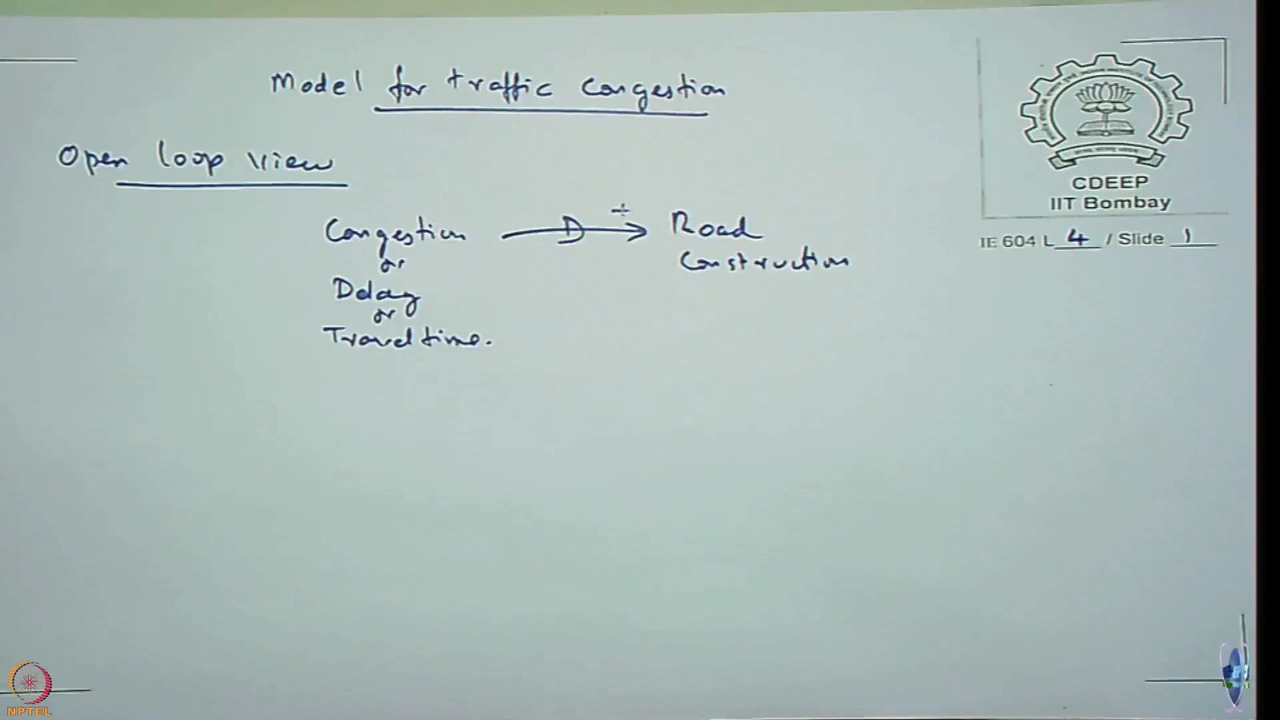 Model for traffic Congestion
Open loop view
Congestion
or
Delay
or
Travel time.
D
+
Road
Construction
CDEEP
IIT Bombay
IE 604 L 4 / Slide 1
NPTEL